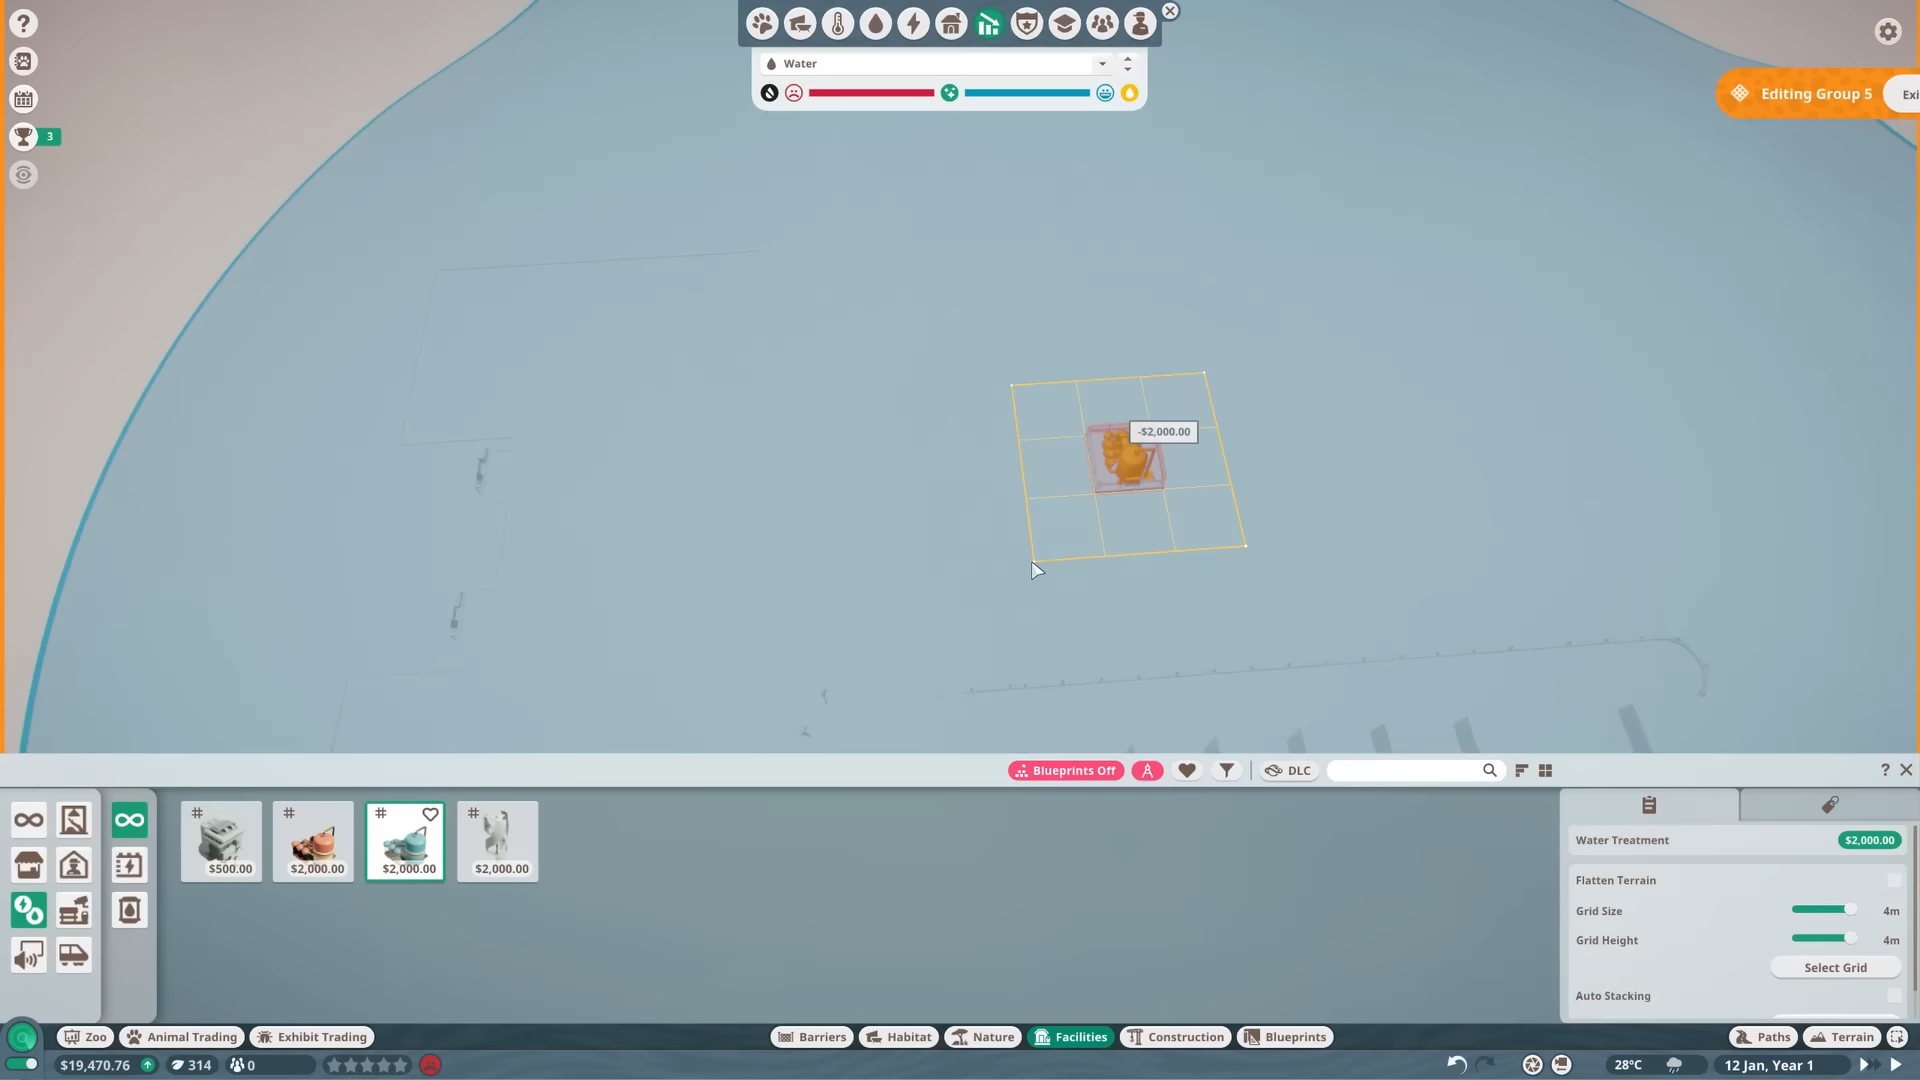 Water
Editing Group 5
Exi
3
-$2,000.00
Blueprints Off
DLC
$500.00
$2,000.00
$2,000.00
$2,000.00
Water Treatment
$2,000.00
Flatten Terrain
Grid Size
4m
Grid Height
4m
Select Grid
Auto Stacking
Zoo
Animal Trading
Exhibit Trading
Barriers
Habitat
Nature
Facilities
Construction
Blueprints
Paths
Terrain
$19,470.76
314
0
28°C
12 Jan, Year 1